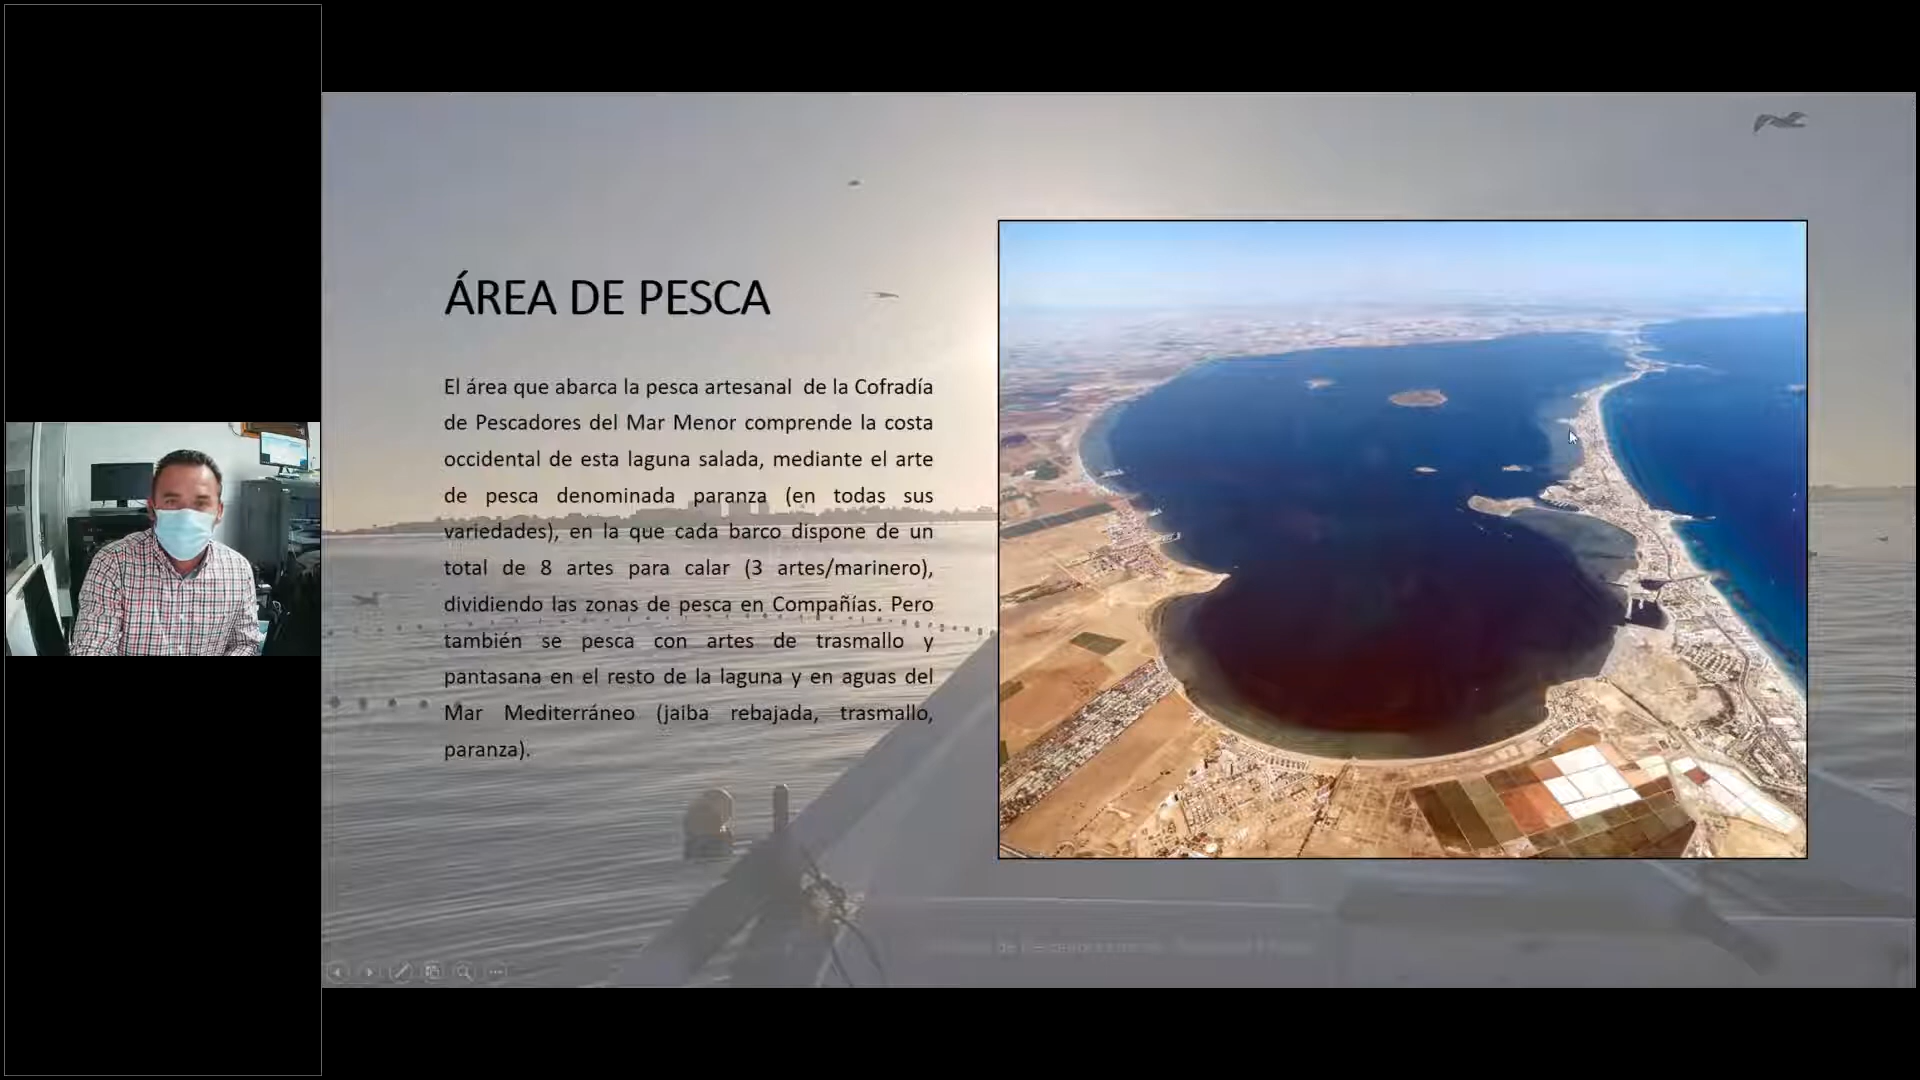 ÁREA DE PESCA
El área que abarca la pesca artesanal de la Cofradía
de Pescadores del Mar Menor comprende la costa
occidental de esta laguna salada, mediante el arte
de pesca denominada paranza (en todas sus
variedades), en la que cada barco dispone de un
total de 8 artes para calar (3 artes/marinero),
dividiendo las zonas de pesca en Compañías. Pero
también se pesca con artes de trasmallo y
pantasana en el resto de la laguna y en aguas del
Mar Mediterráneo (jaiba rebajada, trasmallo,
paranza).